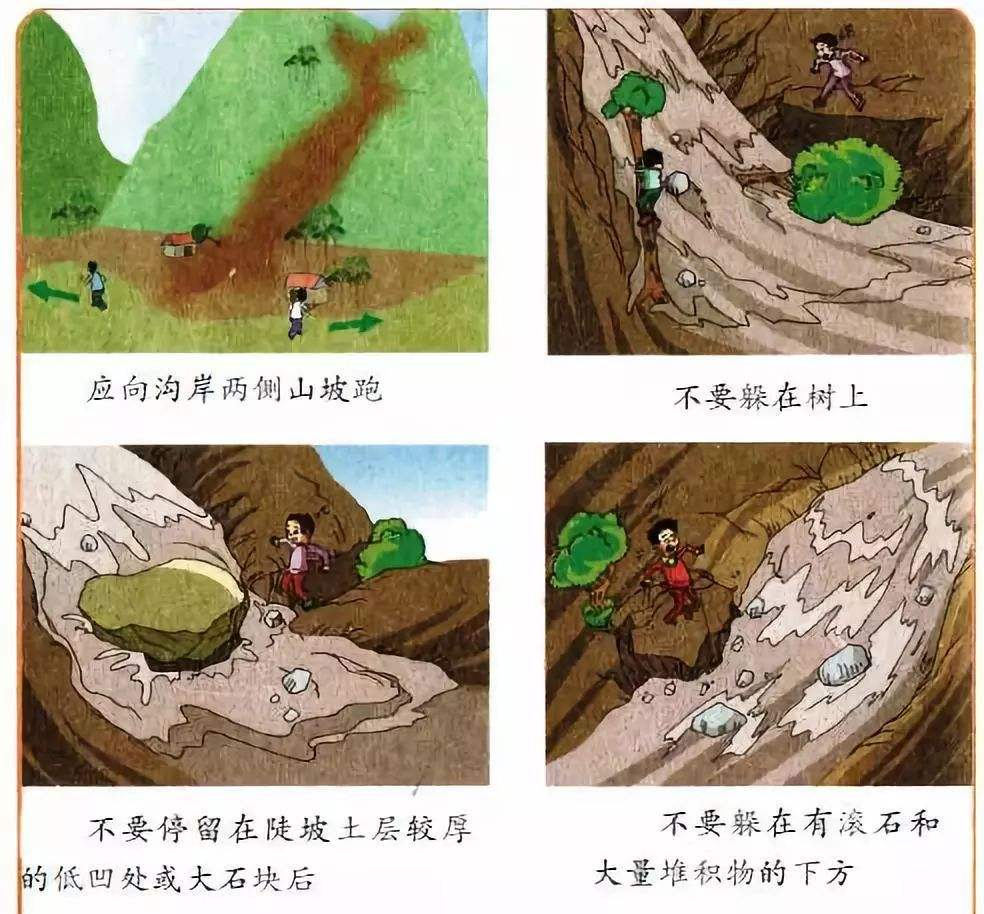 应向沟岸两侧山坡跑
不要躲在树上
不要停留在陡坡土层较厚
的低凹处或大石块后
不要躲在有滚石和
大量堆积物的下方